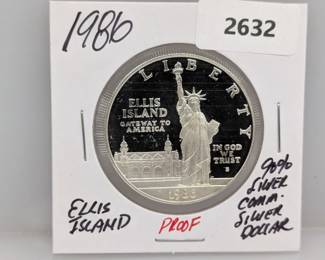 1986
2632
LIBERTY
ELLIS
ISLAND
GATEWAY TO
AMERICA
IN GOD
WE
TRUST
S
1986
ELLIS
ISLAND
PROOF
90%
SILVER
COMM.
SILVER
DOLLAR